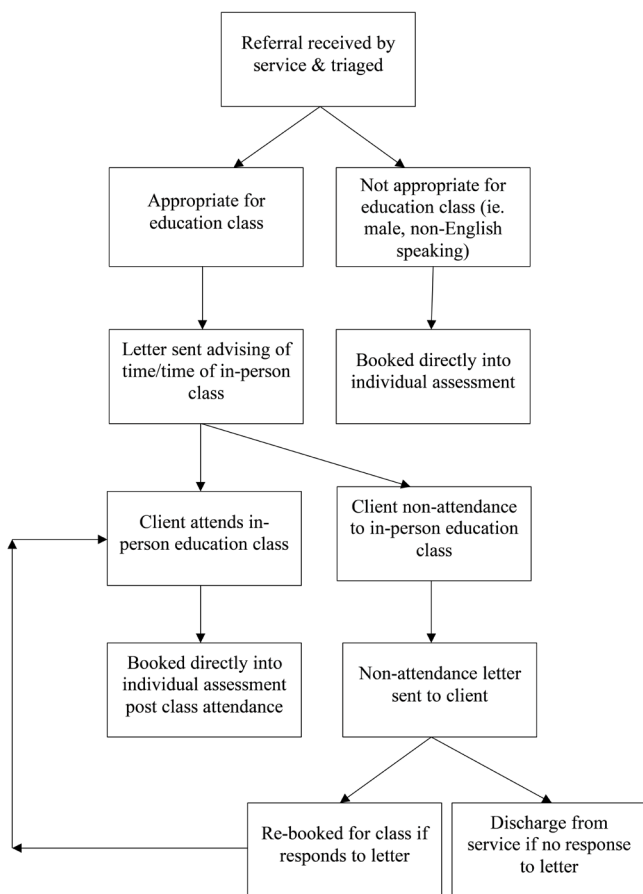 Referral received by
service & triaged
Appropriate for
education class
Not appropriate for
education class (ie.
male, non-English
speaking)
Letter sent advising of
time/time of in-person
class
Booked directly into
individual assessment
Client attends in-
person education class
Client non-attendance
to in-person education
class
Booked directly into
individual assessment
post class attendance
Non-attendance letter
sent to client
Re-booked for class if
responds to letter
Discharge from
service if no response
to letter